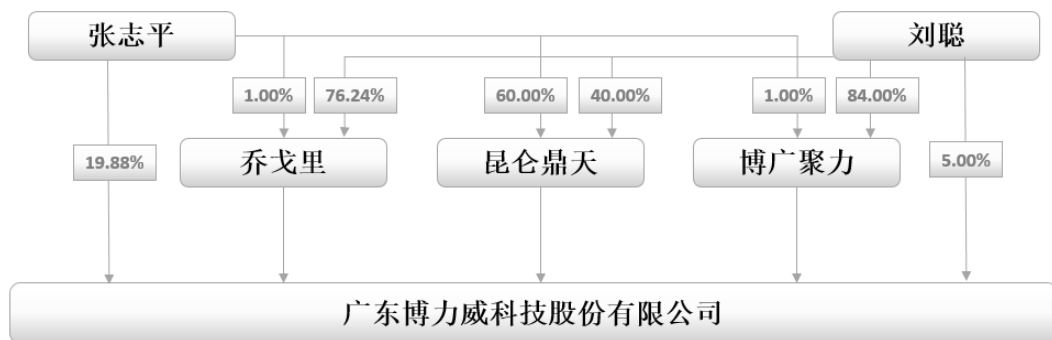 张志平
刘聪
1.00%
76.24%
60.00%
40.00%
1.00%
84.00%
19.88%
乔戈里
昆仑鼎天
博广聚力
5.00%
广东博力威科技股份有限公司